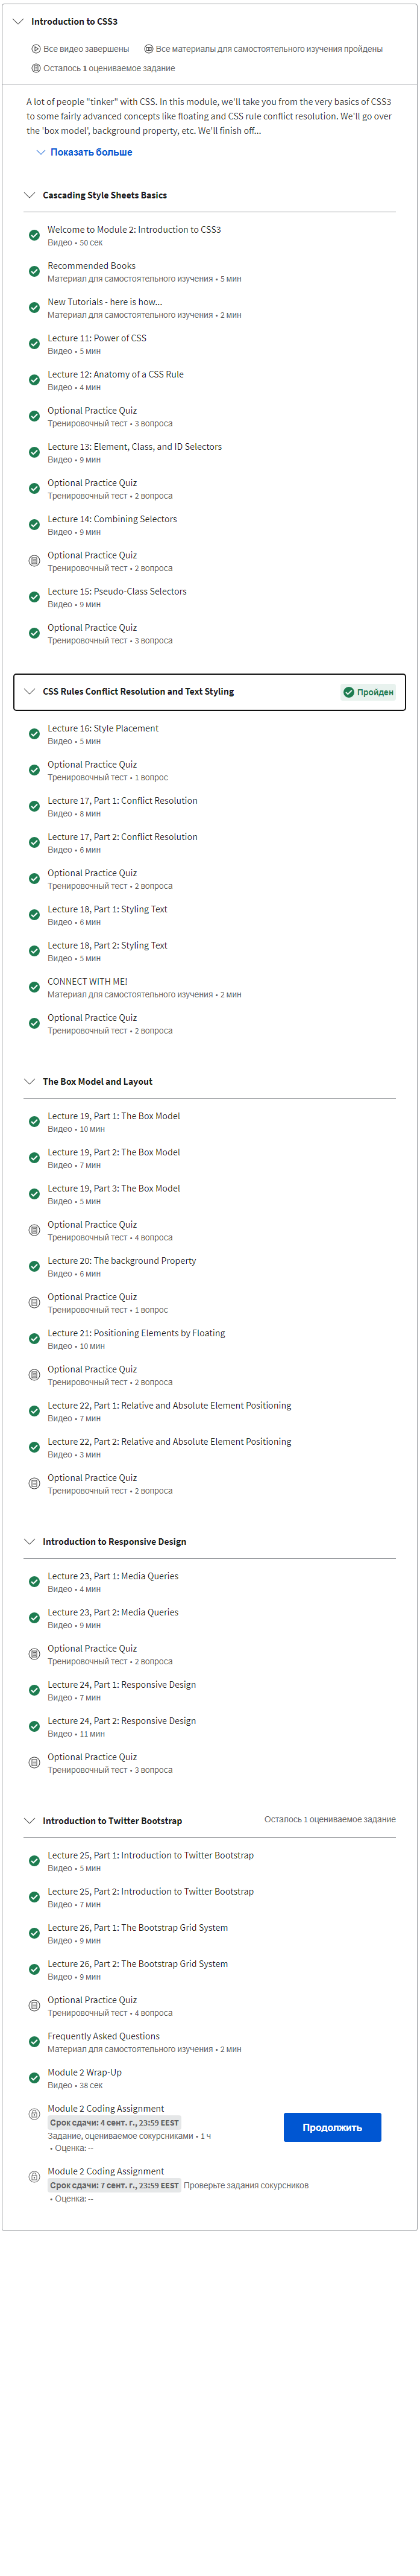 Introduction to CSS3
Все видео завершены Все материалы для самостоятельного изучения пройдены
Осталось 1 оцениваемое задание
A lot of people "tinker" with CSS. In this module, we'll take you from the very basics of CSS3
to some fairly advanced concepts like floating and CSS rule conflict resolution. We'll go over
the 'box model', background property, etc. We'll finish off...
Показать больше
Cascading Style Sheets Basics
Welcome to Module 2: Introduction to CSS3
Видео • 50 сек
Recommended Books
Материал для самостоятельного изучения • 5 мин
New Tutorials - here is how...
Материал для самостоятельного изучения • 2 мин
Lecture 11: Power of CSS
Видео • 5 мин
Lecture 12: Anatomy of a CSS Rule
Видео • 4 мин
Optional Practice Quiz
Тренировочный тест • 3 вопроса
Lecture 13: Element, Class, and ID Selectors
Видео • 9 мин
Optional Practice Quiz
Тренировочный тест • 2 вопроса
Lecture 14: Combining Selectors
Видео • 9 мин
Optional Practice Quiz
Тренировочный тест • 2 вопроса
Lecture 15: Pseudo-Class Selectors
Видео • 9 мин
Optional Practice Quiz
Тренировочный тест • 3 вопроса
CSS Rules Conflict Resolution and Text Styling Пройден
Lecture 16: Style Placement
Видео • 5 мин
Optional Practice Quiz
Тренировочный тест • 1 вопрос
Lecture 17, Part 1: Conflict Resolution
Видео • 8 мин
Lecture 17, Part 2: Conflict Resolution
Видео • 6 мин
Optional Practice Quiz
Тренировочный тест • 2 вопроса
Lecture 18, Part 1: Styling Text
Видео • 6 мин
Lecture 18, Part 2: Styling Text
Видео • 5 мин
CONNECT WITH ME!
Материал для самостоятельного изучения • 2 мин
Optional Practice Quiz
Тренировочный тест • 2 вопроса
The Box Model and Layout
Lecture 19, Part 1: The Box Model
Видео • 10 мин
Lecture 19, Part 2: The Box Model
Видео • 7 мин
Lecture 19, Part 3: The Box Model
Видео • 5 мин
Optional Practice Quiz
Тренировочный тест • 4 вопроса
Lecture 20: The background Property
Видео • 6 мин
Optional Practice Quiz
Тренировочный тест • 1 вопрос
Lecture 21: Positioning Elements by Floating
Видео • 10 мин
Optional Practice Quiz
Тренировочный тест • 2 вопроса
Lecture 22, Part 1: Relative and Absolute Element Positioning
Видео • 7 мин
Lecture 22, Part 2: Relative and Absolute Element Positioning
Видео • 3 мин
Optional Practice Quiz
Тренировочный тест • 2 вопроса
Introduction to Responsive Design
Lecture 23, Part 1: Media Queries
Видео • 4 мин
Lecture 23, Part 2: Media Queries
Видео • 9 мин
Optional Practice Quiz
Тренировочный тест • 2 вопроса
Lecture 24, Part 1: Responsive Design
Видео • 7 мин
Lecture 24, Part 2: Responsive Design
Видео • 11 мин
Optional Practice Quiz
Тренировочный тест • 3 вопроса
Introduction to Twitter Bootstrap Осталось 1 оцениваемое задание
Lecture 25, Part 1: Introduction to Twitter Bootstrap
Видео • 5 мин
Lecture 25, Part 2: Introduction to Twitter Bootstrap
Видео • 7 мин
Lecture 26, Part 1: The Bootstrap Grid System
Видео • 9 мин
Lecture 26, Part 2: The Bootstrap Grid System
Видео • 9 мин
Optional Practice Quiz
Тренировочный тест • 4 вопроса
Frequently Asked Questions
Материал для самостоятельного изучения • 2 мин
Module 2 Wrap-Up
Видео • 38 сек
Module 2 Coding Assignment
Срок сдачи: 4 сент. г., 23:59 EEST
Продолжить
Задание, оцениваемое сокурсниками • 1 ч
• Оценка: --
Module 2 Coding Assignment
Срок сдачи: 7 сент. г., 23:59 EEST Проверьте задания сокурсников
• Оценка: --